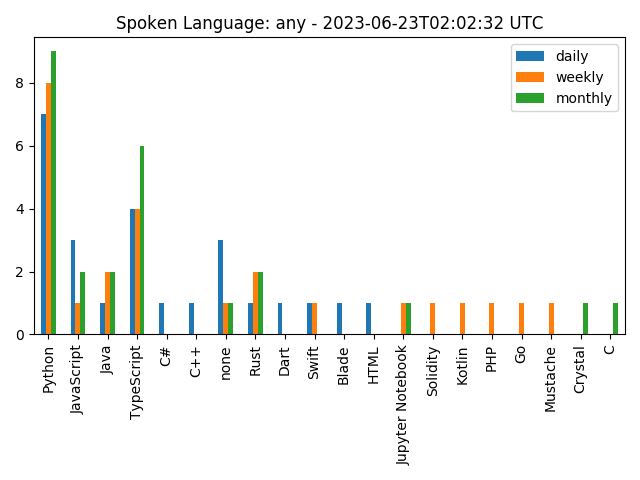 Spoken Language: any - 2023-06-23T02:02:32 UTC
daily
weekly
monthly
8
6
4
2
0
Python
JavaScript
Java
TypeScript
C#
C++
none
Rust
Dart
Swift
Blade
HTML
Jupyter Notebook
Solidity
Kotlin
PHP
Go
Mustache
Crystal
C